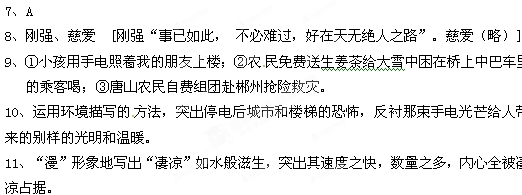 7、A
8、刚强、慈爱 [刚强“事已如此， 不必难过，好在天无绝人之路”。慈爱（略）]
9、①小孩用手电照着我的朋友上楼；②农.民免费送生姜茶给大雪中困在桥上中巴车里
的乘客喝；③唐山农民自费组团赴郴州抢险救灾。
10、运用环境描写的.方法，突出停电后城市和楼梯的恐怖，反衬那束手电光芒给人带
来的别样的光明和温暖。
11、“漫”形象地写出“凄凉”如水般滋生，突出其速度之快，数量之多，内心全被凄
凉占据。